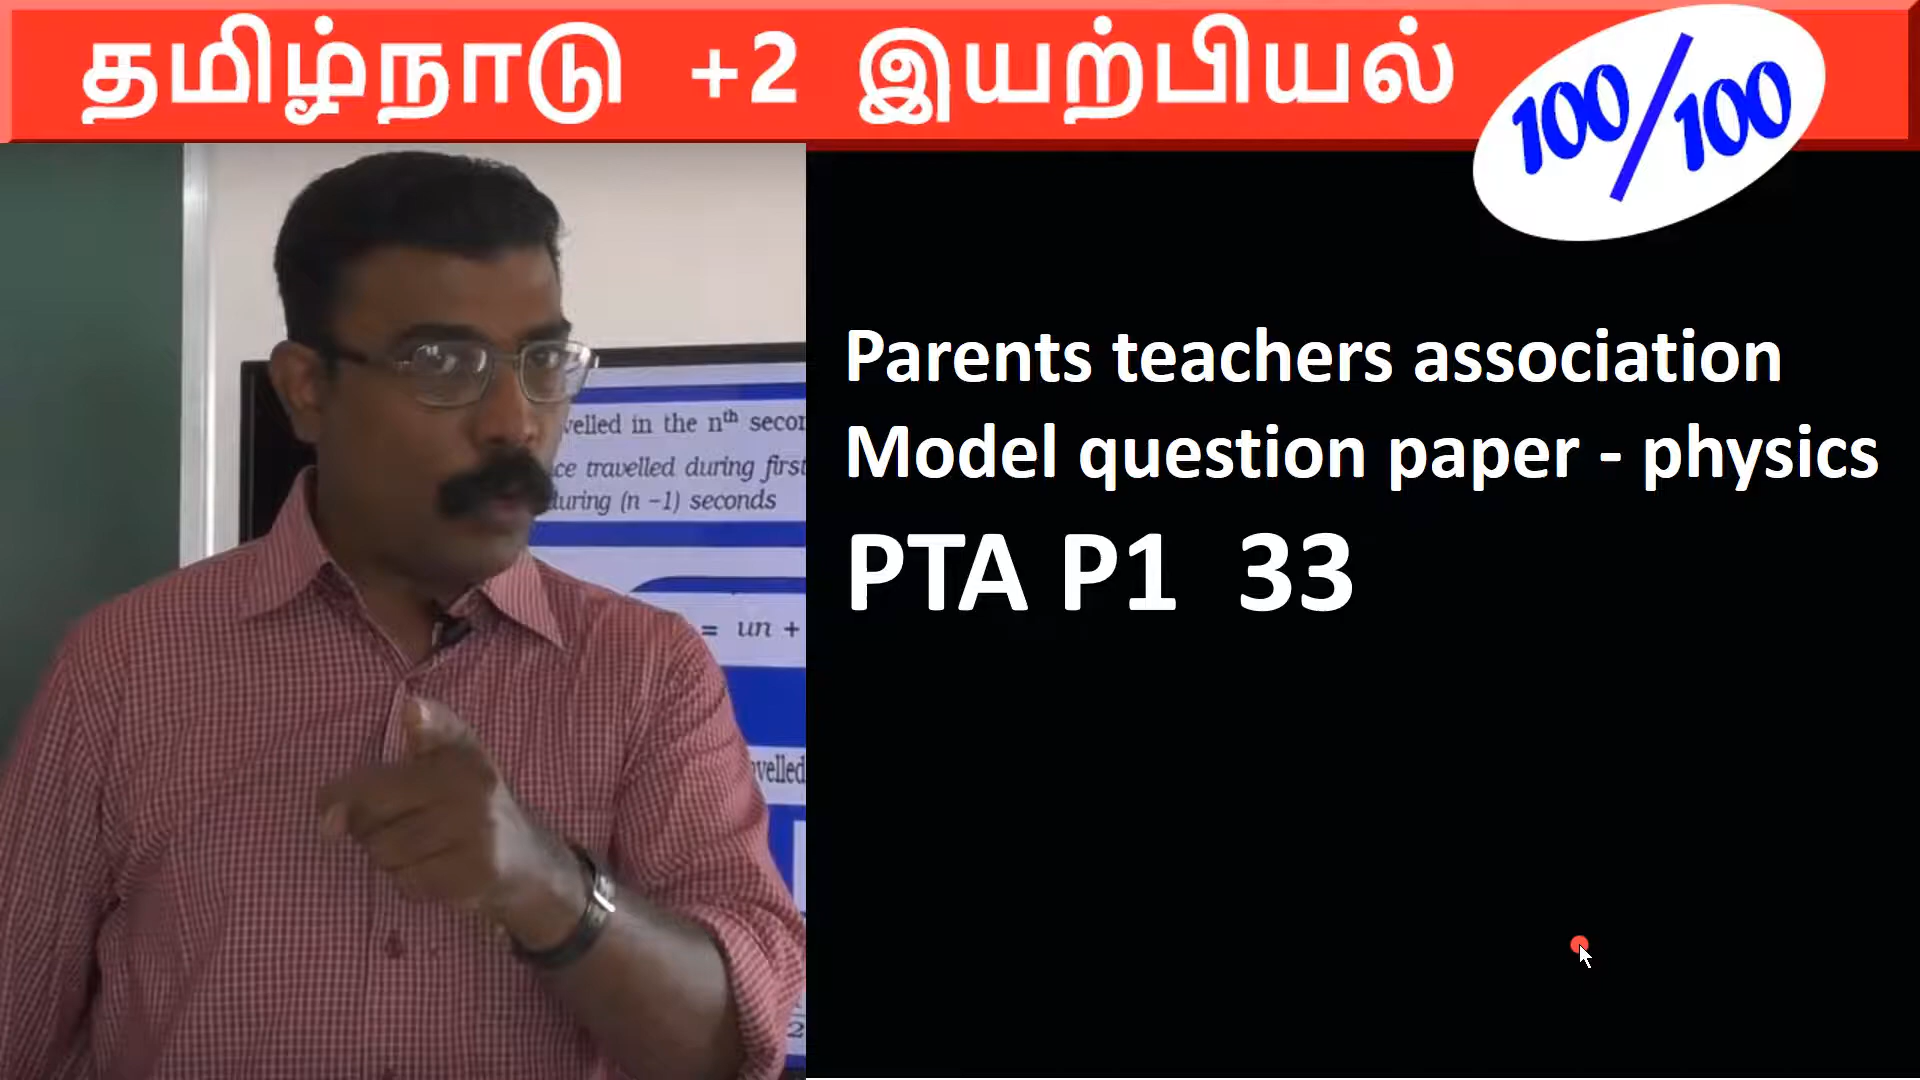 தமிழ்நாடு +2 இயற்பியல்
100/100
velled in the nth secon
ce travelled during first
during (n −1) seconds
= un +
velled
2
Parents teachers association
Model question paper - physics
PTA P1 33